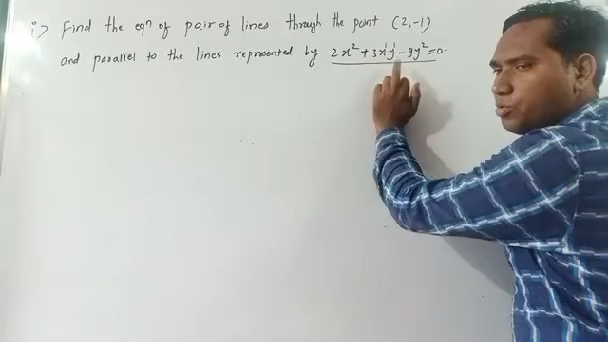 i) Find the eqn of pair of lines through the point (2,-1)
and parallel to the lines represented by 2x² + 3xy - 9y² = 0.